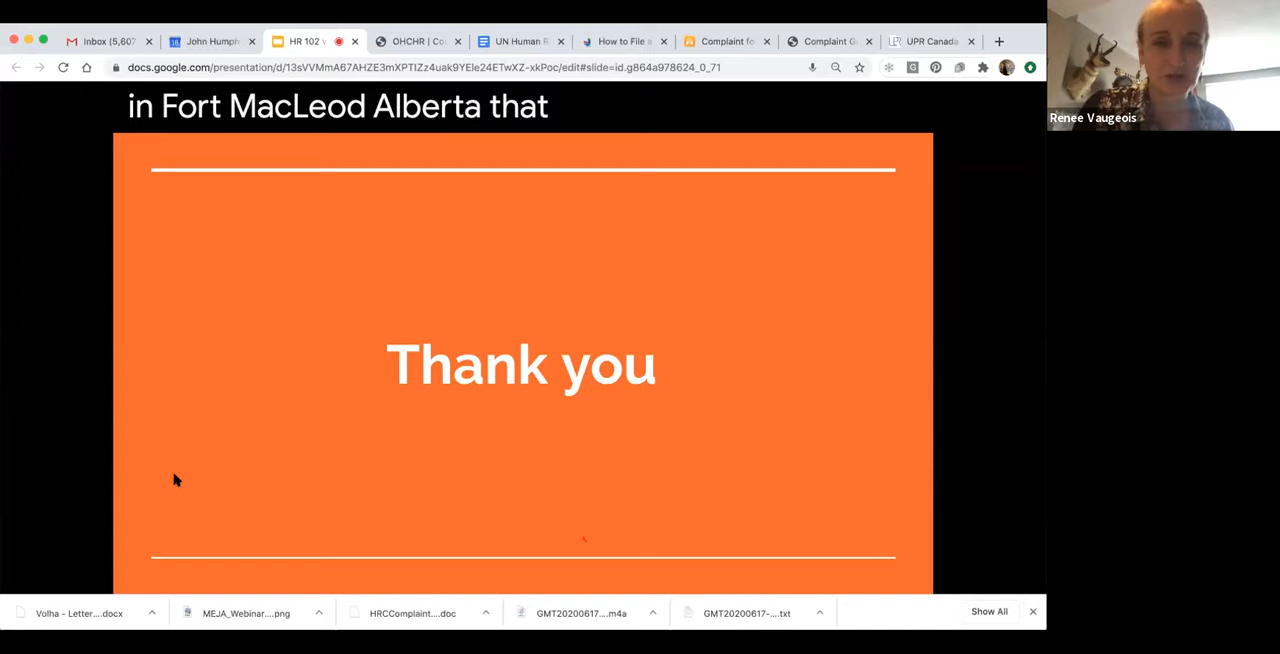 Inbox (5,607
John Humph
HR 102 v
OHCHR | Co
UN Human R
How to File a
Complaint fo
Complaint G
UPR Canada
docs.google.com/presentation/d/13sVVMmA67AHZE3mXPTIZz4uak9YEle24ETwXZ-xkPoc/edit#slide=id.g864a978624_0_71
Renee Vaugeois
in Fort MacLeod Alberta that
Thank you
Volha - Letter....docx
MEJA_Webinar....png
HRCComplaint....doc
GMT20200617....m4a
GMT20200617-....txt
Show All